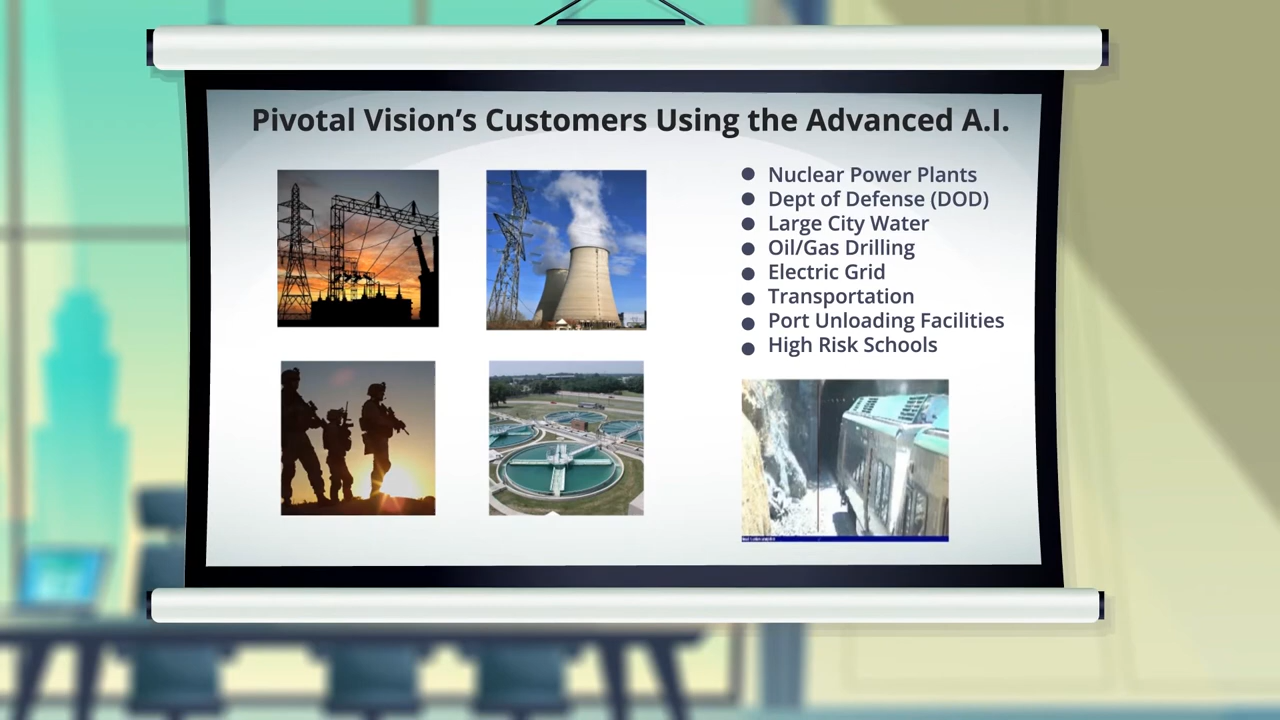 Pivotal Vision’s Customers Using the Advanced A.I.
Nuclear Power Plants
Dept of Defense (DOD)
Large City Water
Oil/Gas Drilling
Electric Grid
Transportation
Port Unloading Facilities
High Risk Schools